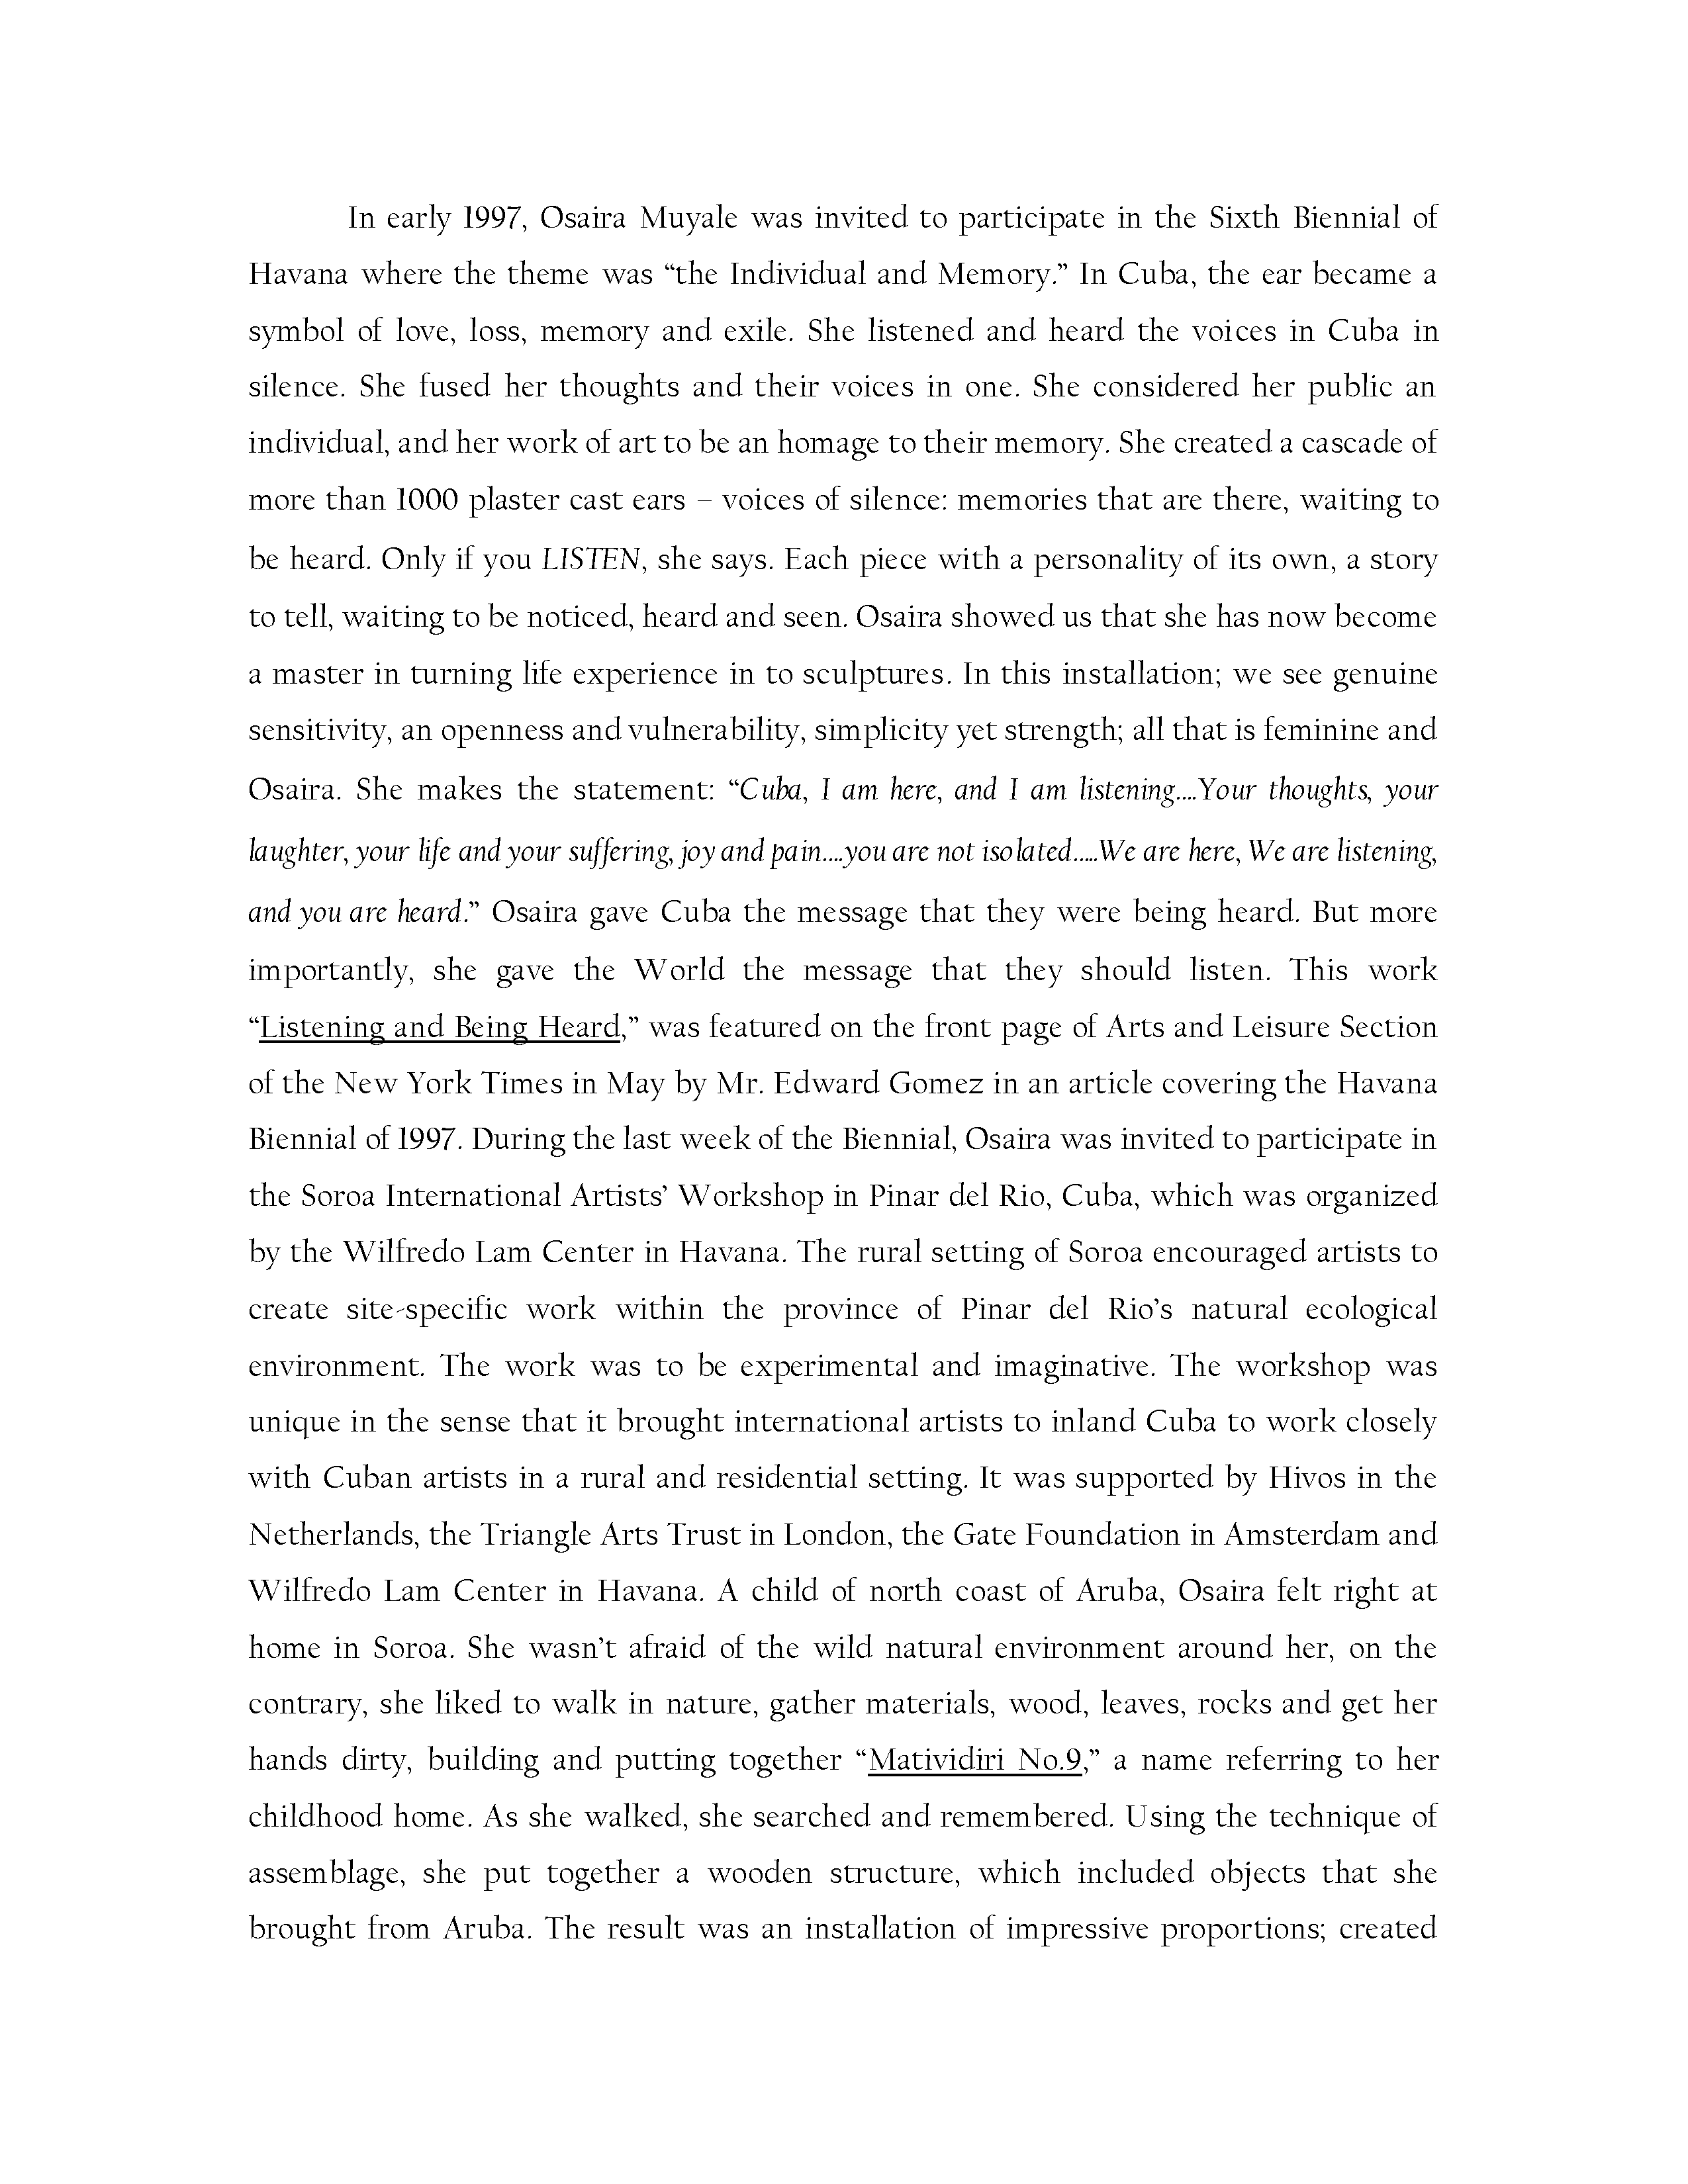 In early 1997, Osaira Muyale was invited to participate in the Sixth Biennial of
Havana where the theme was “the Individual and Memory.” In Cuba, the ear became a
symbol of love, loss, memory and exile. She listened and heard the voices in Cuba in
silence. She fused her thoughts and their voices in one. She considered her public an
individual, and her work of art to be an homage to their memory. She created a cascade of
more than 1000 plaster cast ears – voices of silence: memories that are there, waiting to
be heard. Only if you LISTEN, she says. Each piece with a personality of its own, a story
to tell, waiting to be noticed, heard and seen. Osaira showed us that she has now become
a master in turning life experience in to sculptures. In this installation; we see genuine
sensitivity, an openness and vulnerability, simplicity yet strength; all that is feminine and
Osaira. She makes the statement: “Cuba, I am here, and I am listening....Your thoughts, your
laughter, your life and your suffering, joy and pain....you are not isolated.....We are here, We are listening,
and you are heard.” Osaira gave Cuba the message that they were being heard. But more
importantly, she gave the World the message that they should listen. This work
“Listening and Being Heard,” was featured on the front page of Arts and Leisure Section
of the New York Times in May by Mr. Edward Gomez in an article covering the Havana
Biennial of 1997. During the last week of the Biennial, Osaira was invited to participate in
the Soroa International Artists’ Workshop in Pinar del Rio, Cuba, which was organized
by the Wilfredo Lam Center in Havana. The rural setting of Soroa encouraged artists to
create site-specific work within the province of Pinar del Rio’s natural ecological
environment. The work was to be experimental and imaginative. The workshop was
unique in the sense that it brought international artists to inland Cuba to work closely
with Cuban artists in a rural and residential setting. It was supported by Hivos in the
Netherlands, the Triangle Arts Trust in London, the Gate Foundation in Amsterdam and
Wilfredo Lam Center in Havana. A child of north coast of Aruba, Osaira felt right at
home in Soroa. She wasn’t afraid of the wild natural environment around her, on the
contrary, she liked to walk in nature, gather materials, wood, leaves, rocks and get her
hands dirty, building and putting together “Matividiri No.9,” a name referring to her
childhood home. As she walked, she searched and remembered. Using the technique of
assemblage, she put together a wooden structure, which included objects that she
brought from Aruba. The result was an installation of impressive proportions; created